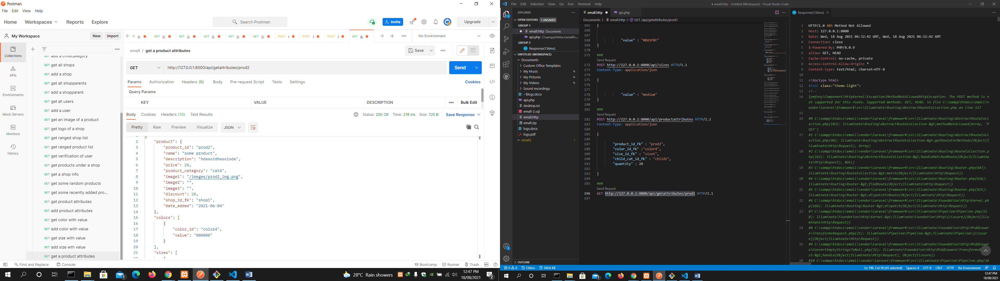 Postman
File Edit View Help
Home Workspaces Reports Explore
Search Postman
Invite
Upgrade
My Workspace New Import
GET g. GET g. GET g. GET g. GET g. GET g. POST a POST a POST a GET g.
No Environment
emall / get a product attributes
Save
Collections
APIs
Environments
Mock Servers
Monitors
History
GET add a childcategory
GET get all shops
GET add a shop
GET get all shopparents
GET add a shopparent
GET get all users
GET add a user
GET get an image of a product
GET get logo of a shop
GET get ranged shop list
GET get ranged product list
GET get verification of user
GET get products under a shop
GET get a shop info
GET get some random products
GET get some recently added pro...
GET get product attributes
GET add product attributes
GET get color with value
GET add color with value
GET get size wth value
GET add size wth value
GET get a product attributes
GET http://127.0.0.1:8000/api/getattributes/prod2 Send
Params Authorization Headers (6) Body Pre-request Script Tests Settings Cookies
Query Params
KEY VALUE DESCRIPTION Bulk Edit
Body Cookies Headers (10) Test Results Status: 200 OK Time: 218 ms Size: 725 B Save Response
Pretty Raw Preview Visualize JSON
1 {
2 "product": {
3 "product_id": "prod2",
4 "name": "some product",
5 "description": "hdasoidhasoisda",
6 "price": 20,
7 "product_category": "cat4",
8 "image1": "/images/prod2_img.png",
9 "image2": "",
10 "image3": "",
11 "discount": 20,
12 "shop_id_fk": "shop1",
13 "date_added": "2021-06-04"
14 },
15 "colors": [
16 {
17 "color_id": "color4",
18 "value": "000000"
19 }
20 ],
21 "sizes": [
Find and Replace Console Bootcamp Runner Trash
28°C Rain showers 12:47 PM
18/08/2021
File Edit Selection View Go Run Terminal Help ● emall.http - Untitled (Workspace) - Visual Studio Code
EXPLORER
OPEN EDITORS 1 UNSAVED
GROUP 1
emall.http Documents
api.php C:\xampp\htdocs\emall\r...
GROUP 2
Response(136ms)
UNTITLED (WORKSPACE)
Documents
Custom Office Templates
My Music
My Pictures
My Videos
Sound recordings
~$logs.docx
api.php
desktop.ini
emall-2.sql
emall.http
emall.zip
logs.docx
logs.pdf
emall2 !
OUTLINE
emall.http api.php
Documents > emall.http > GET /api/getattributes/prod1
165 {
166
167
168 "value" : "#B81FBF"
169 }
170
171 ###
Send Request
172 POST http://127.0.0.1:8000/api/sizes HTTP/1.1
173 Content-Type: application/json
174
175 {
176
177
178 "value" : "medium"
179 }
180
181 ###
Send Request
182 POST http://127.0.0.1:8000/api/productattributes HTTP/1.1
183 Content-Type: application/json
184
185 {
186
187 "product_id_fk" : "prod2",
188 "color_id_fk" :"color4",
189 "size_id_fk" : "size1",
190 "child_cat_id_fk" : "child1",
191 "quantity" : 20
192
193 }
194
195 ###
Send Request
196 GET http://127.0.0.1:8000/api/getattributes/prod1 HTTP/1.1
197
Response(136ms)
1 HTTP/1.0 405 Method Not Allowed
2 Host: 127.0.0.1:8000
3 Date: Wed, 18 Aug 2021 06:32:42 GMT, Wed, 18 Aug 2021 06:32:42 GMT
4 Connection: close
5 X-Powered-By: PHP/8.0.9
6 allow: GET, HEAD
7 Cache-Control: no-cache, private
8 Access-Control-Allow-Origin: *
9 Content-type: text/html; charset=UTF-8
10
11 <!doctype html>
12 <html class="theme-light">
13 <!--
14 Symfony\Component\HttpKernel\Exception\MethodNotAllowedHttpException: The POST method is n
ot supported for this route. Supported methods: GET, HEAD. in file C:\xampp\htdocs\emall\v
endor\laravel\framework\src\Illuminate\Routing\AbstractRouteCollection.php on line 117
15
16 #0 C:\xampp\htdocs\emall\vendor\laravel\framework\src\Illuminate\Routing\AbstractRouteColl
ection.php(103): Illuminate\Routing\AbstractRouteCollection-&gt;methodNotAllowed(Array, 'P
OST')
17 #1 C:\xampp\htdocs\emall\vendor\laravel\framework\src\Illuminate\Routing\AbstractRouteColl
ection.php(40): Illuminate\Routing\AbstractRouteCollection-&gt;getRouteForMethods(Object(I
lluminate\Http\Request), Array)
18 #2 C:\xampp\htdocs\emall\vendor\laravel\framework\src\Illuminate\Routing\RouteCollection.p
hp(162): Illuminate\Routing\AbstractRouteCollection-&gt;handleMatchedRoute(Object(Illumina
te\Http\Request), NULL)
19 #3 C:\xampp\htdocs\emall\vendor\laravel\framework\src\Illuminate\Routing\Router.php(647):
Illuminate\Routing\RouteCollection-&gt;match(Object(Illuminate\Http\Request))
20 #4 C:\xampp\htdocs\emall\vendor\laravel\framework\src\Illuminate\Routing\Router.php(636):
Illuminate\Routing\Router-&gt;findRoute(Object(Illuminate\Http\Request))
21 #5 C:\xampp\htdocs\emall\vendor\laravel\framework\src\Illuminate\Routing\Router.php(625):
Illuminate\Routing\Router-&gt;dispatchToRoute(Object(Illuminate\Http\Request))
22 #6 C:\xampp\htdocs\emall\vendor\laravel\framework\src\Illuminate\Foundation\Http\Kernel.ph
p(166): Illuminate\Routing\Router-&gt;dispatch(Object(Illuminate\Http\Request))
23 #7 C:\xampp\htdocs\emall\vendor\laravel\framework\src\Illuminate\Pipeline\Pipeline.php(12
8): Illuminate\Foundation\Http\Kernel-&gt;Illuminate\Foundation\Http\{closure}(Object(Illu
minate\Http\Request))
24 #8 C:\xampp\htdocs\emall\vendor\laravel\framework\src\Illuminate\Foundation\Http\Middlewar
e\TransformsRequest.php(21): Illuminate\Pipeline\Pipeline-&gt;Illuminate\Pipeline\{closur
e}(Object(Illuminate\Http\Request))
25 #9 C:\xampp\htdocs\emall\vendor\laravel\framework\src\Illuminate\Foundation\Http\Middlewar
e\ConvertEmptyStringsToNull.php(31): Illuminate\Foundation\Http\Middleware\TransformsR
st-&gt;handle(Object(Illuminate\Http\Request), Object(Closure))
26 #10 C:\xampp\htdocs\emall\vendor\laravel\framework\src\Illuminate\Pipeline\Pipeline.php(16
0 0 136ms 560.6 KB Ln 196, Col 50 (45 selected) Spaces: 4 UTF-8 CRLF HTTP No Environment
12:47 PM
18/08/2021